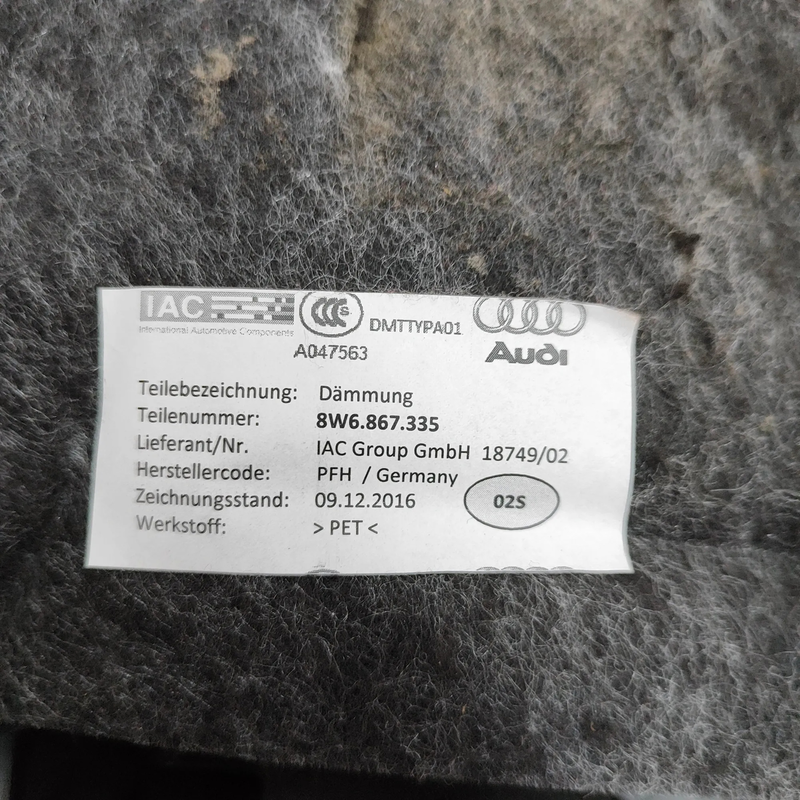 IAC
International Automotive Components
CCC S
DMTTYPA01
A047563
Audi
Teilebezeichnung: Dämmung
Teilenummer: 8W6.867.335
Lieferant/Nr. IAC Group GmbH 18749/02
Herstellercode: PFH / Germany
Zeichnungsstand: 09.12.2016
02S
Werkstoff: > PET <